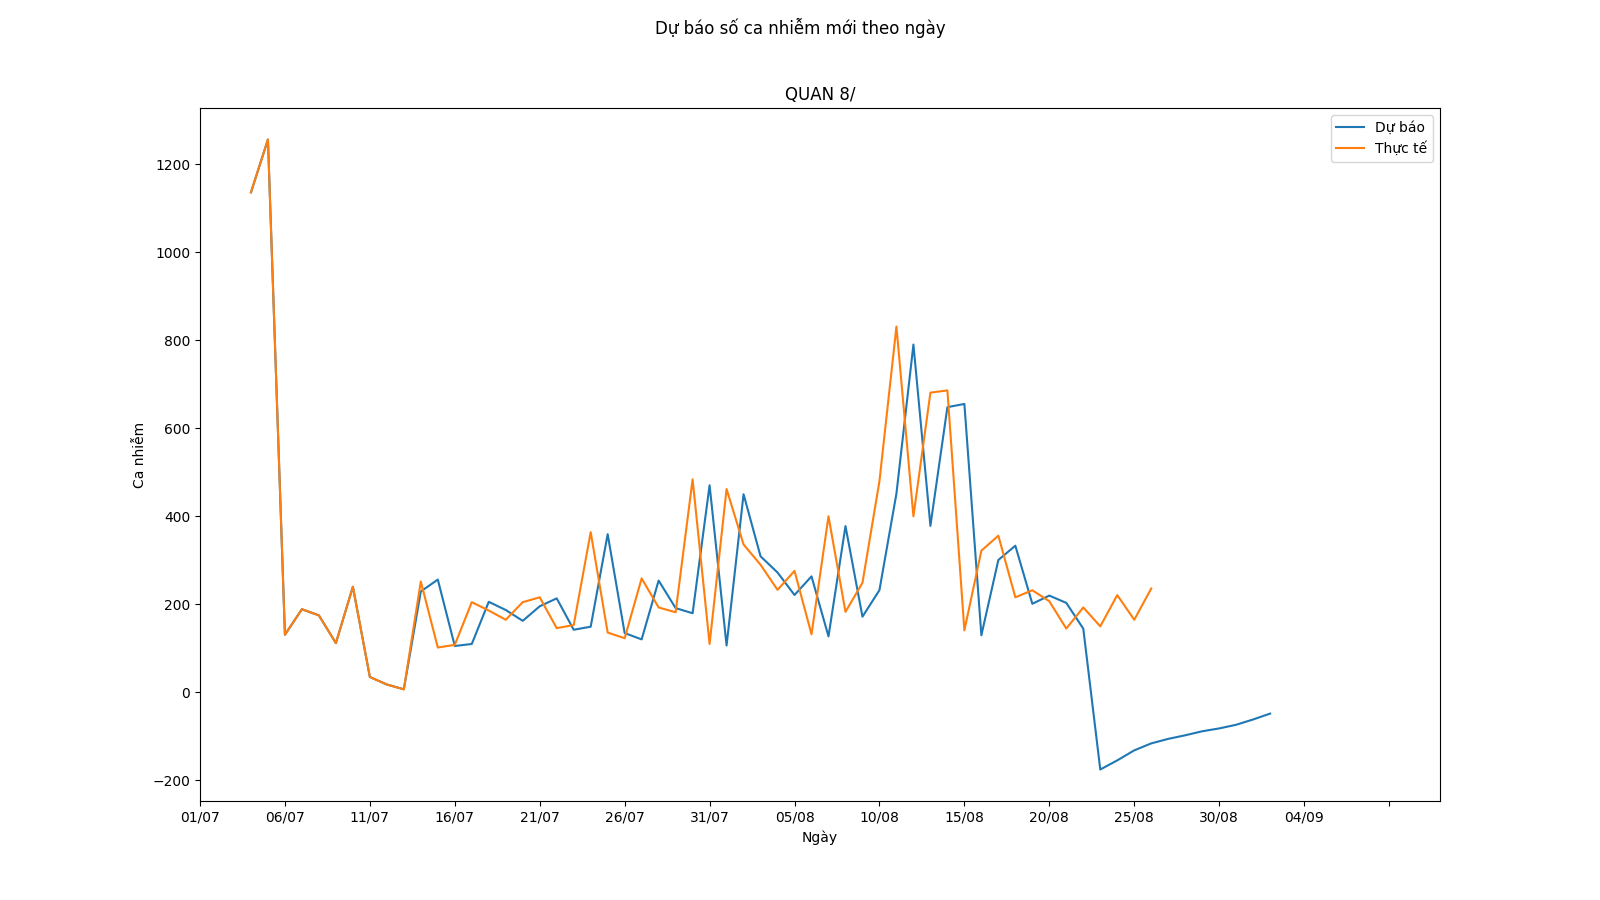 Dự báo số ca nhiễm mới theo ngày
QUAN 8/
Dự báo
Thực tế
1200
1000
800
600
400
200
0
−200
Ca nhiễm
01/07 06/07 11/07 16/07 21/07 26/07 31/07 05/08 10/08 15/08 20/08 25/08 30/08 04/09
Ngày